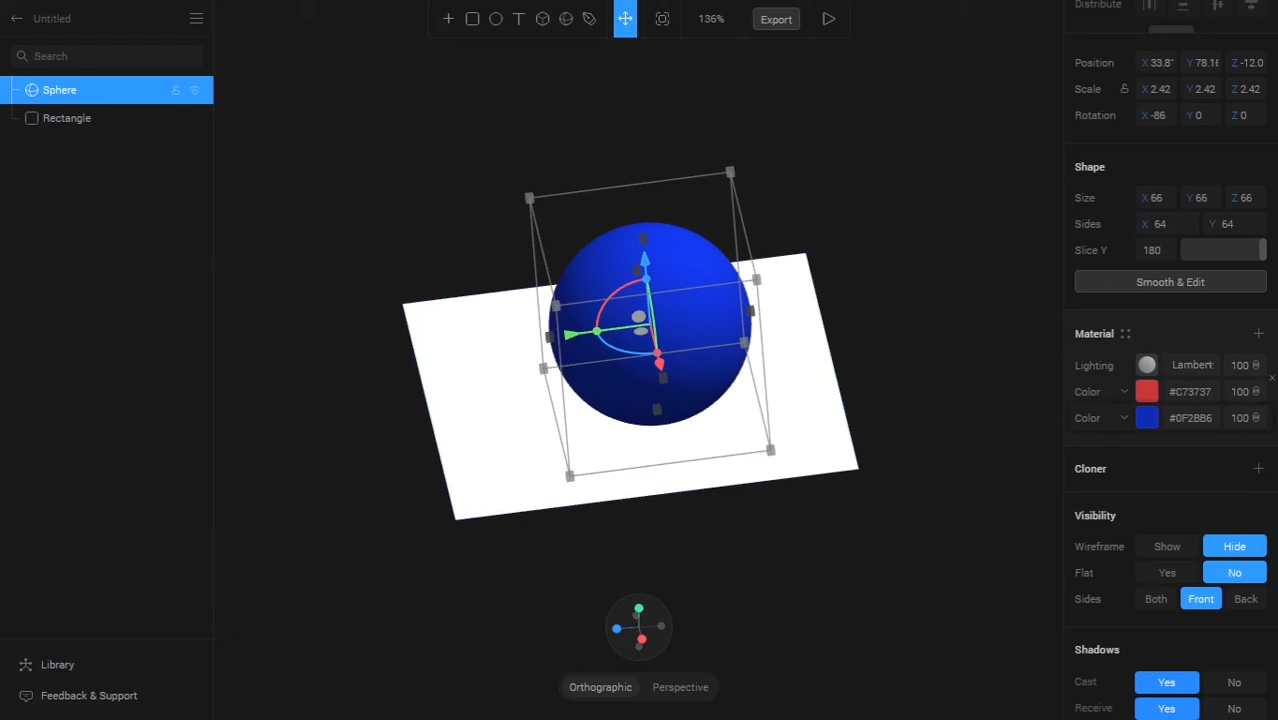 Untitled
136%
Export
Search
Sphere
Rectangle
Library
Feedback & Support
Orthographic Perspective
Distribute
Position X 33.8 Y 78.16 Z -12.0
Scale X 2.42 Y 2.42 Z 2.42
Rotation X -86 Y 0 Z 0
Shape
Size X 66 Y 66 Z 66
Sides X 64 Y 64
Slice Y 180
Smooth & Edit
Material
Lighting Lambert 100
Color #C73737 100
Color #0F2BB6 100
Cloner
Visibility
Wireframe Show Hide
Flat Yes No
Sides Both Front Back
Shadows
Cast Yes No
Receive Yes No